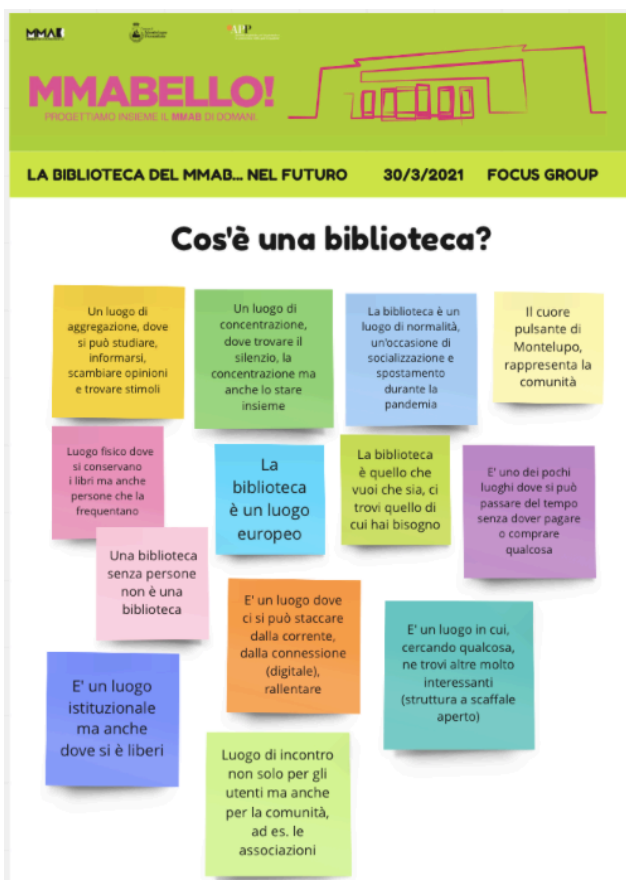 MMAB
APP
MMABELLO!
PROGETTIAMO INSIEME IL MMAB DI DOMANI.
LA BIBLIOTECA DEL MMAB... NEL FUTURO 30/3/2021 FOCUS GROUP
Cos'è una biblioteca?
Un luogo di
aggregazione, dove
si può studiare,
informarsi,
scambiare opinioni
e trovare stimoli
Un luogo di
concentrazione,
dove trovare il
silenzio, la
concentrazione ma
anche lo stare
insieme
La biblioteca è un
luogo di normalità,
un'occasione di
socializzazione e
spostamento
durante la
pandemia
Il cuore
pulsante di
Montelupo,
rappresenta la
comunità
Luogo fisico dove
si conservano
i libri ma anche
persone che la
frequentano
La
biblioteca
è un luogo
europeo
La biblioteca
è quello che
vuoi che sia, ci
trovi quello di
cui hai bisogno
E' uno dei pochi
luoghi dove si può
passare del tempo
senza dover pagare
o comprare
qualcosa
Una biblioteca
senza persone
non è una
biblioteca
E' un luogo dove
ci si può staccare
dalla corrente,
dalla connessione
(digitale),
rallentare
E' un luogo in cui,
cercando qualcosa,
ne trovi altre molto
interessanti
(struttura a scaffale
aperto)
E' un luogo
istituzionale
ma anche
dove si è liberi
Luogo di incontro
non solo per gli
utenti ma anche
per la comunità,
ad es. le
associazioni